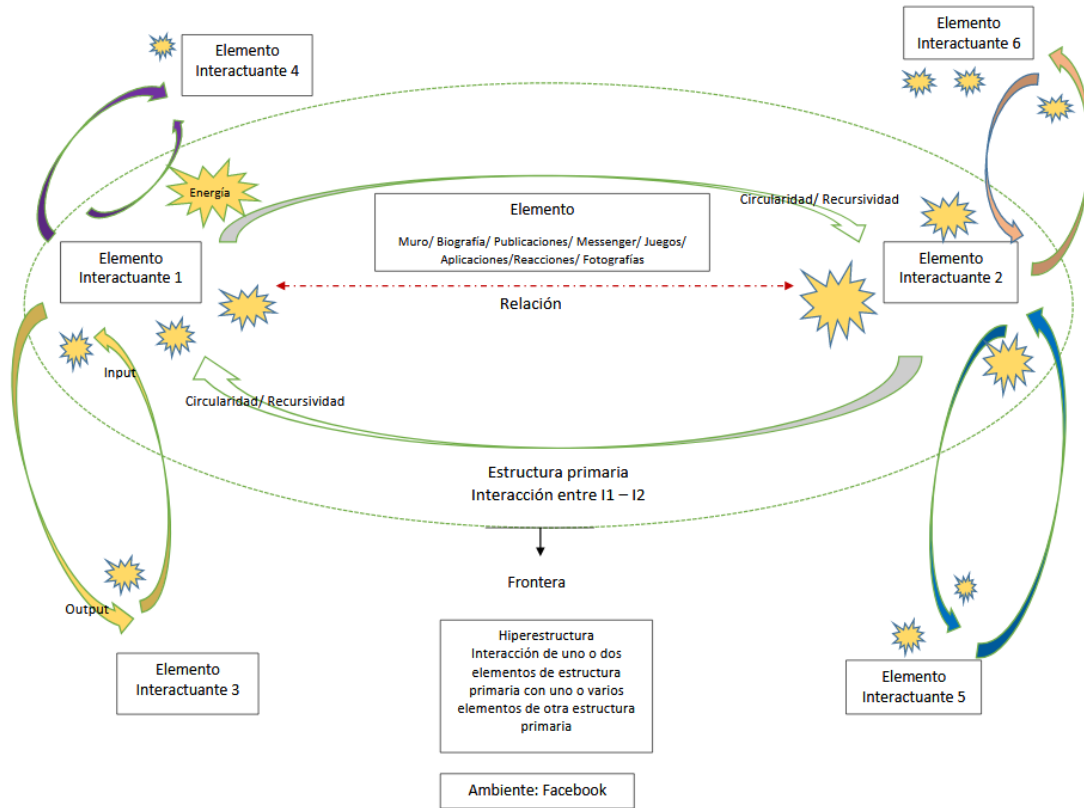 Elemento
Interactuante 4
Elemento
Interactuante 6
Energía
Circularidad/ Recursividad
Elemento
Muro/ Biografía/ Publicaciones/ Messenger/ Juegos/
Aplicaciones/Reacciones/ Fotografías
Elemento
Interactuante 1
Elemento
Interactuante 2
Relación
Input
Circularidad/ Recursividad
Estructura primaria
Interacción entre I1 – I2
Frontera
Output
Hiperestructura
Interacción de uno o dos
elementos de estructura
primaria con uno o varios
elementos de otra estructura
primaria
Elemento
Interactuante 3
Elemento
Interactuante 5
Ambiente: Facebook